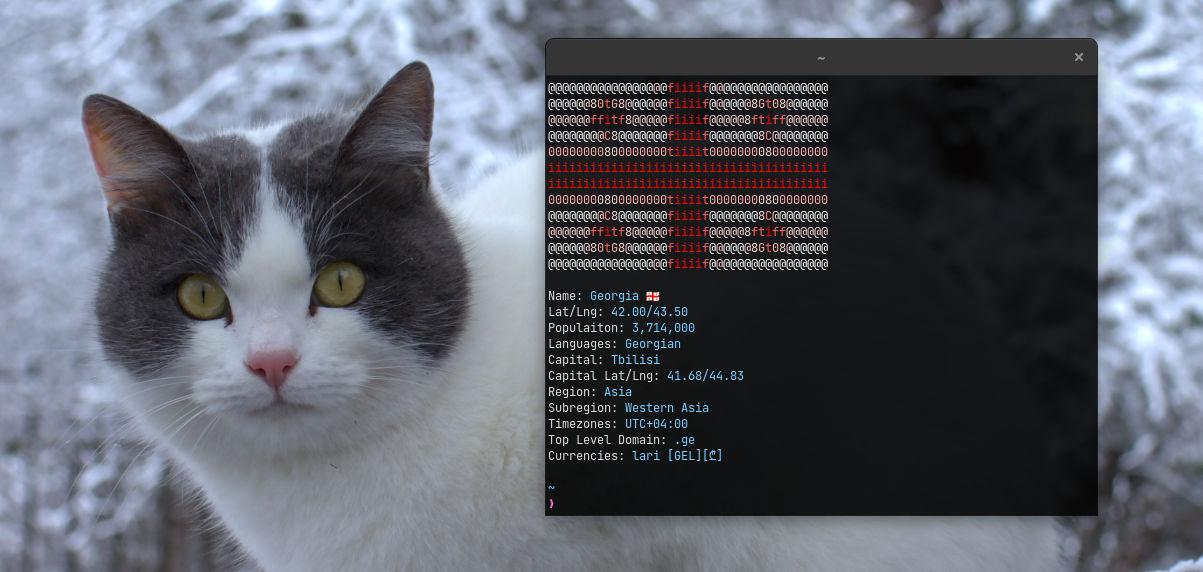 ~ ×
@@@@@@@@@@@@@@@@@fiiiif@@@@@@@@@@@@@@@@@
@@@@@@80tG8@@@@@@fiiiif@@@@@@8Gt08@@@@@@
@@@@@@ffitf8@@@@@fiiiif@@@@@8ftiff@@@@@@
@@@@@@@@C8@@@@@@@fiiiif@@@@@@@8C@@@@@@@@
00000000800000000tiiiit00000000800000000
iiiiiiiiiiiiiiiiiiiiiiiiiiiiiiiiiiiiiiii
iiiiiiiiiiiiiiiiiiiiiiiiiiiiiiiiiiiiiiii
00000000800000000tiiiit00000000800000000
@@@@@@@@C8@@@@@@@fiiiif@@@@@@@8C@@@@@@@@
@@@@@@ffitf8@@@@@fiiiif@@@@@8ftiff@@@@@@
@@@@@@80tG8@@@@@@fiiiif@@@@@@8Gt08@@@@@@
@@@@@@@@@@@@@@@@@fiiiif@@@@@@@@@@@@@@@@@
Name: Georgia 🇬🇪
Lat/Lng: 42.00/43.50
Populaiton: 3,714,000
Languages: Georgian
Capital: Tbilisi
Capital Lat/Lng: 41.68/44.83
Region: Asia
Subregion: Western Asia
Timezones: UTC+04:00
Top Level Domain: .ge
Currencies: lari [GEL][₾]
~
❫